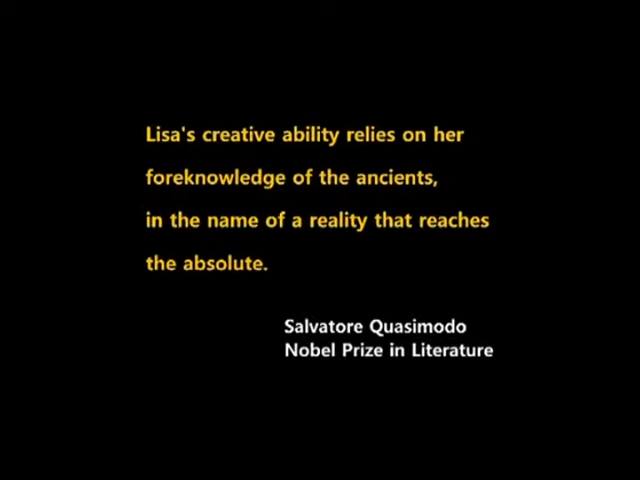 Lisa's creative ability relies on her
foreknowledge of the ancients,
in the name of a reality that reaches
the absolute.
Salvatore Quasimodo
Nobel Prize in Literature